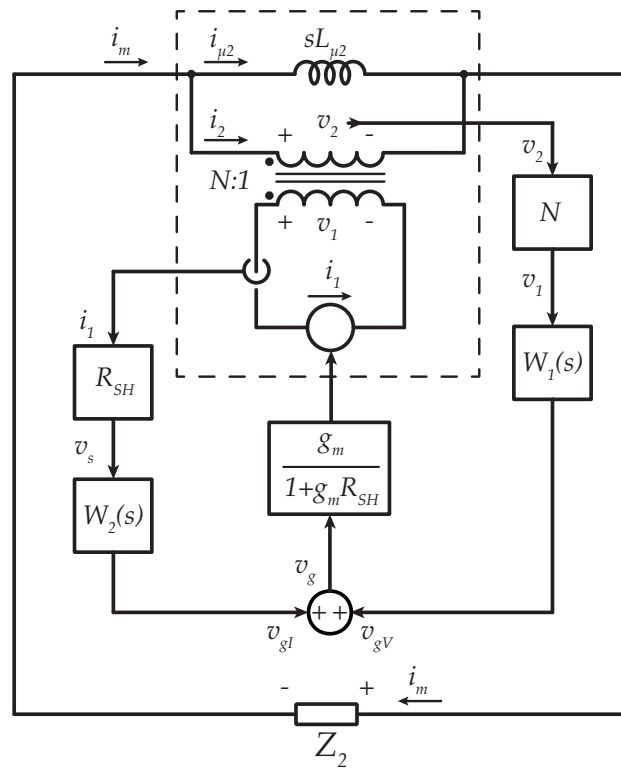 i_m
i_μ2
sL_μ2
i_2
+ v_2 -
v_2
N:1
N
+ v_1 -
v_1
i_1
i_1
W_1(s)
R_SH
g_m
1+g_m R_SH
v_s
W_2(s)
v_g
+ +
v_gI
v_gV
- +
i_m
Z_2